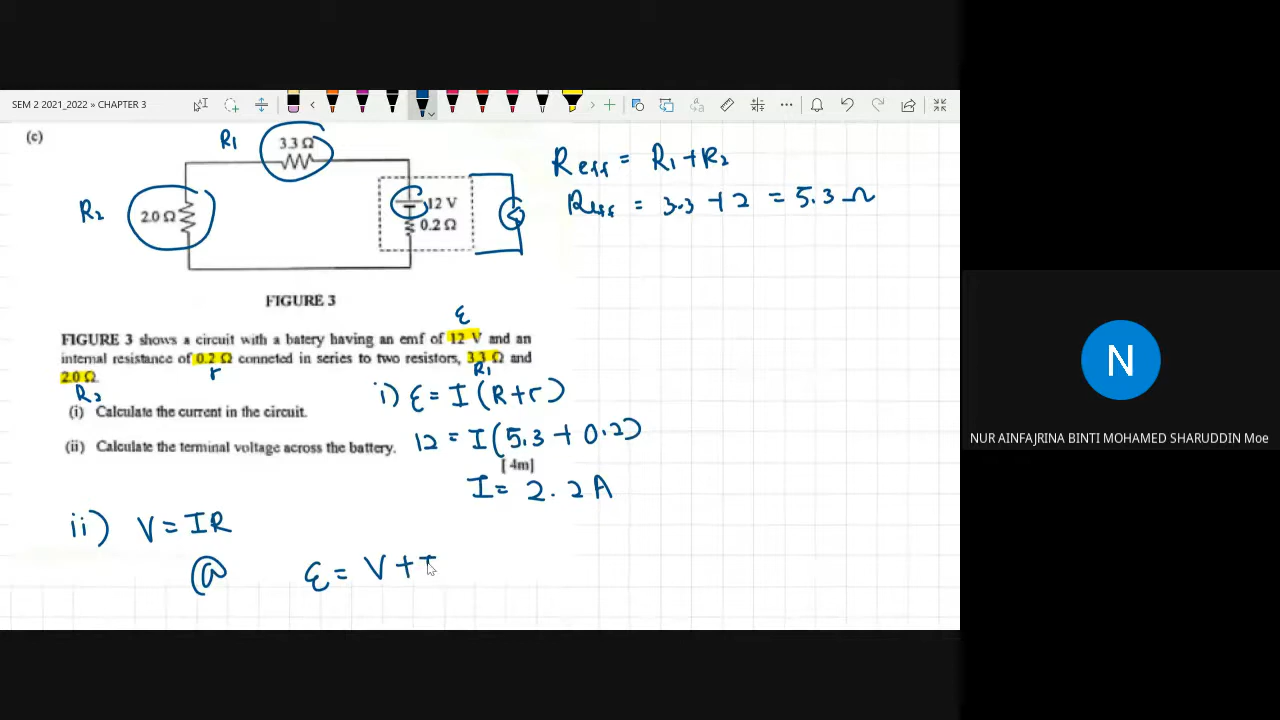 SEM 2 2021_2022 » CHAPTER 3
(c)
R1
3.3 Ω
R2
2.0 Ω
12 V
0.2 Ω
Reff = R1 + R2
Reff = 3.3 + 2 = 5.3 Ω
FIGURE 3
ε
FIGURE 3 shows a circuit with a batery having an emf of 12 V and an
internal resistance of 0.2 Ω conneted in series to two resistors, 3.3 Ω and
r
R1
2.0 Ω.
R2
(i) Calculate the current in the circuit.
i) ε = I (R + r)
(ii) Calculate the terminal voltage across the battery.
12 = I (5.3 + 0.2)
[ 4m]
I = 2.2 A
ii) V = IR
@ ε = V + I
N
NUR AINFAJRINA BINTI MOHAMED SHARUDDIN Moe